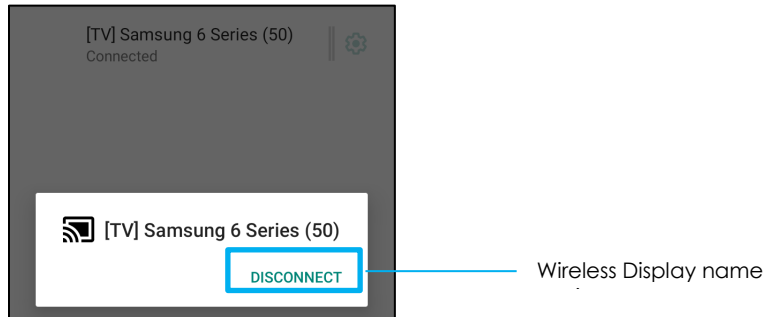 [TV] Samsung 6 Series (50)
Connected
[TV] Samsung 6 Series (50)
DISCONNECT
Wireless Display name